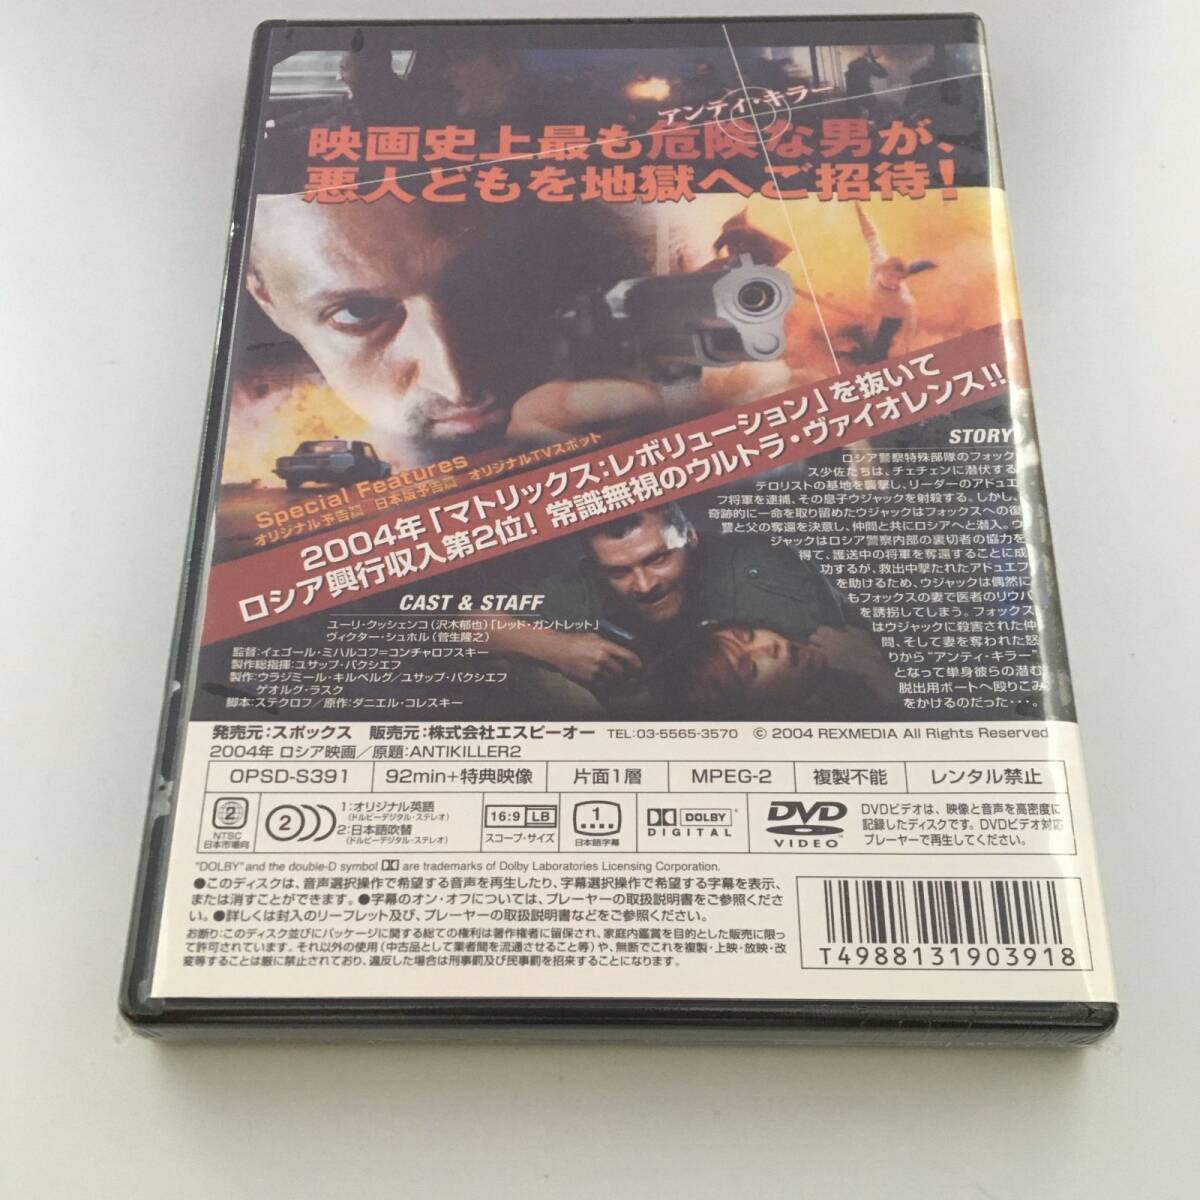 アンティ・キラー
映画史上最も危険な男が、
悪人どもを地獄へご招待!
Special Features
オリジナル予告編 日本版予告編 オリジナルTVスポット
2004年「マトリックス:レボリューション」を抜いて
ロシア興行収入第2位! 常識無視のウルトラ・ヴァイオレンス!!
CAST & STAFF
ユーリ・クッシェンコ(沢木郁也)「レッド・ガントレット」
ヴィクター・シュホル(菅生隆之)
監督:イェゴール・ミハルコフ=コンチャロフスキー
製作総指揮:ユサップ・バクシエフ
製作:ウラジミール・キルベルグ/ユサップ・バクシエフ
ゲオルグ・ラスク
脚本:ステクロフ/原作:ダニエル・コレスキー
STORY
ロシア警察特殊部隊のフォック
ス少佐たちは、チェチェンに潜伏する
テロリストの基地を襲撃し、リーダーのアドュエ
フ将軍を逮捕、その息子ウジャックを射殺する。しかし、
奇跡的に一命を取り留めたウジャックはフォックスへの復
讐と父の奪還を決意し、仲間と共にロシアへと潜入。ウ
ジャックはロシア警察内部の裏切者の協力を
得て、護送中の将軍を奪還することに成
功するが、救出中撃たれたアドュエフ
を助けるため、ウジャックは偶然に
もフォックスの妻で医者のリウバ
を誘拐してしまう。フォックス
はウジャックに殺害された仲
間、そして妻を奪われた怒
りから“アンティ・キラー”
となって単身彼らの潜む
脱出用ボートへ殴りこみ
をかけるのだった・・・。
発売元:スポックス 販売元:株式会社エスピーオー TEL:03-5565-3570 © 2004 REXMEDIA All Rights Reserved
2004年 ロシア映画/原題:ANTIKILLER2
OPSD-S391 92min+特典映像 片面1層 MPEG-2 複製不能 レンタル禁止
2
NTSC
日本市場向
2
1:オリジナル英語
(ドルビーデジタル・ステレオ)
2:日本語吹替
(ドルビーデジタル・ステレオ)
16:9 LB
スコープ・サイズ
1
日本語字幕
DOLBY
DIGITAL
DVD
VIDEO
DVDビデオは、映像と音声を高密度に
記録したディスクです。DVDビデオ対応
プレーヤーで再生してください。
"DOLBY" and the double-D symbol are trademarks of Dolby Laboratories Licensing Corporation.
●このディスクは、音声選択操作で希望する音声を再生したり、字幕選択操作で希望する字幕を表示、
または消すことができます。●字幕のオン・オフについては、プレーヤーの取扱説明書をご参照くださ
い。●詳しくは封入のリーフレット及び、プレーヤーの取扱説明書などをご参照ください。
お断り:このディスク並びにパッケージに関する総ての権利は著作権者に留保され、家庭内鑑賞を目的とした販売に限っ
て許可されています。それ以外の使用(中古品として業者間を流通させること等)や、無断でこれを複製・上映・放映・改
変等することは厳に禁止されており、違反した場合は刑事罰及び民事罰を招来することになります。
T4988131903918